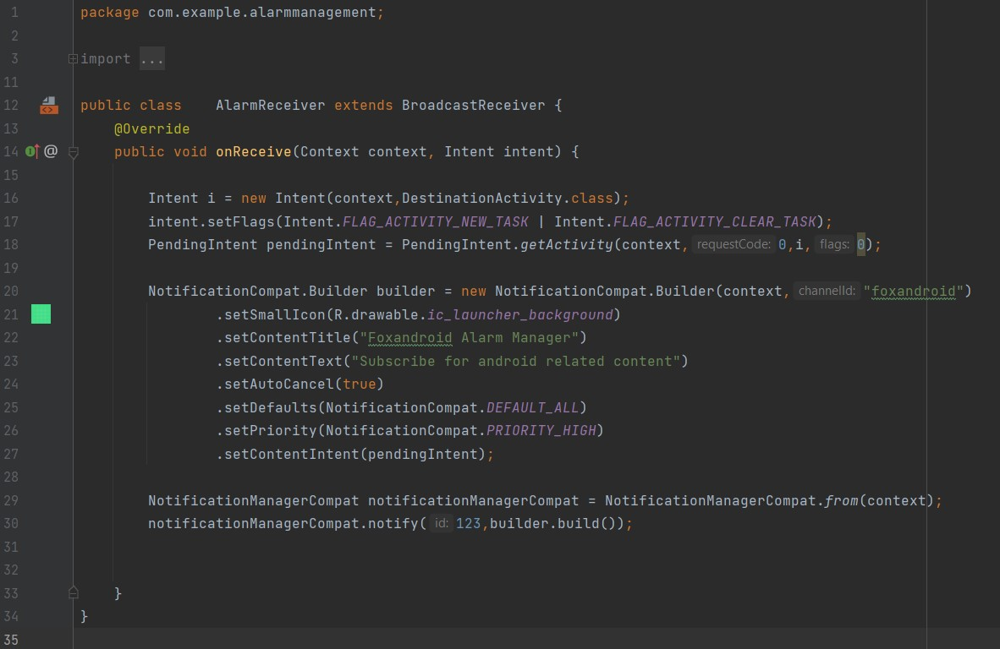 1 package com.example.alarmmanagement;
2
3 import ...
11
12 public class    AlarmReceiver extends BroadcastReceiver {
13     @Override
14 @     public void onReceive(Context context, Intent intent) {
15
16         Intent i = new Intent(context,DestinationActivity.class);
17         intent.setFlags(Intent.FLAG_ACTIVITY_NEW_TASK | Intent.FLAG_ACTIVITY_CLEAR_TASK);
18         PendingIntent pendingIntent = PendingIntent.getActivity(context, requestCode: 0,i, flags: 0);
19
20         NotificationCompat.Builder builder = new NotificationCompat.Builder(context, channelId: "foxandroid")
21                 .setSmallIcon(R.drawable.ic_launcher_background)
22                 .setContentTitle("Foxandroid Alarm Manager")
23                 .setContentText("Subscribe for android related content")
24                 .setAutoCancel(true)
25                 .setDefaults(NotificationCompat.DEFAULT_ALL)
26                 .setPriority(NotificationCompat.PRIORITY_HIGH)
27                 .setContentIntent(pendingIntent);
28
29         NotificationManagerCompat notificationManagerCompat = NotificationManagerCompat.from(context);
30         notificationManagerCompat.notify( id: 123,builder.build());
31
32
33     }
34 }
35